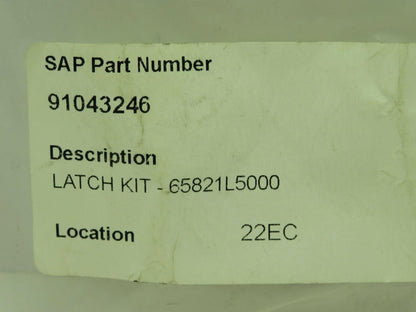 SAP Part Number
91043246
Description
LATCH KIT - 65821L5000
Location 22EC